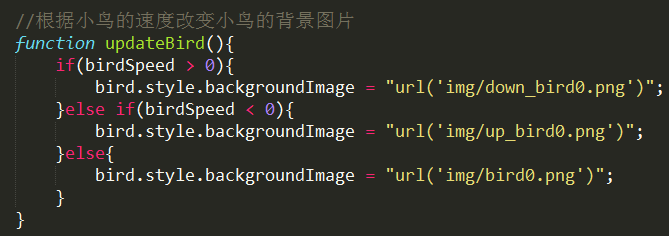 //根据小鸟的速度改变小鸟的背景图片
function updateBird(){
    if(birdSpeed > 0){
        bird.style.backgroundImage = "url('img/down_bird0.png')";
    }else if(birdSpeed < 0){
        bird.style.backgroundImage = "url('img/up_bird0.png')";
    }else{
        bird.style.backgroundImage = "url('img/bird0.png')";
    }
}